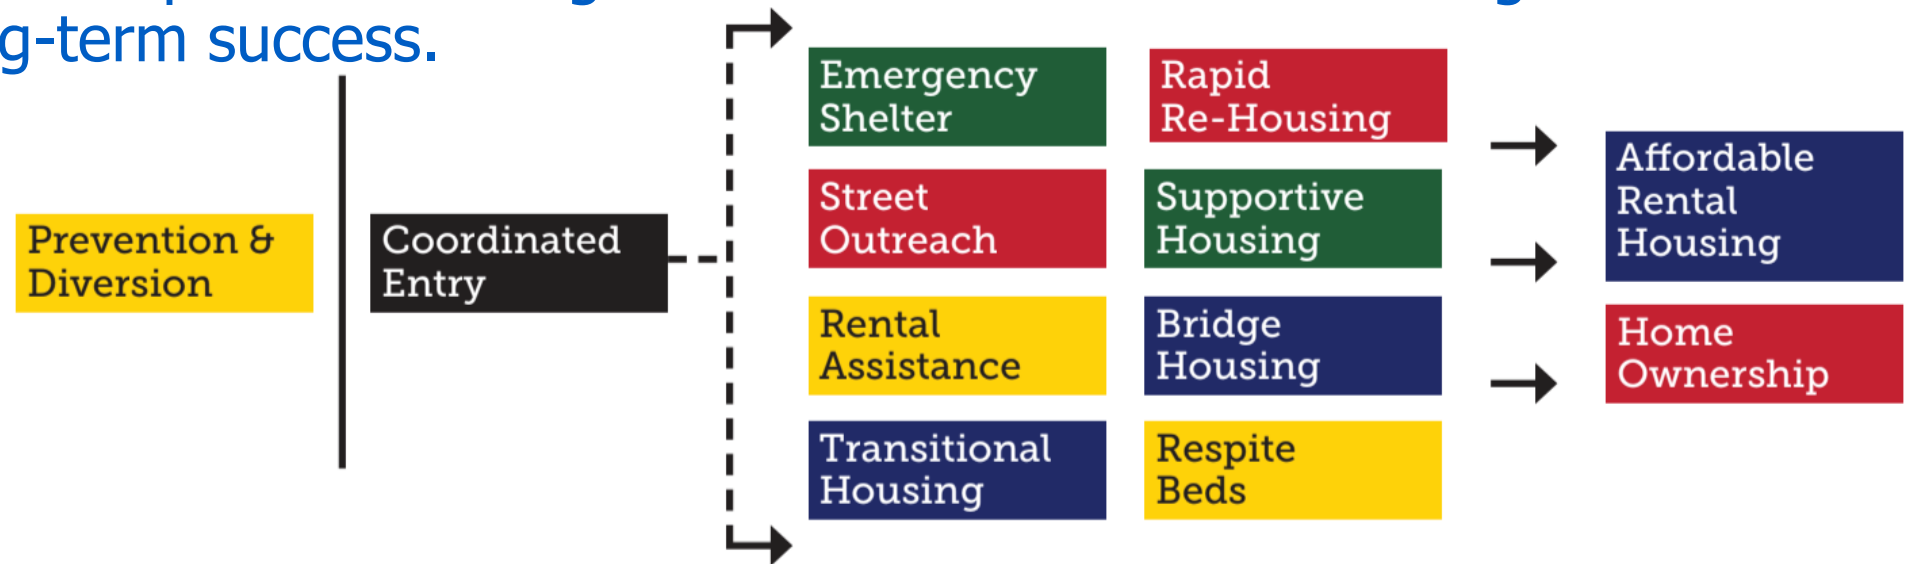 g-term success.
Prevention &
Diversion
Coordinated
Entry
Emergency
Shelter
Rapid
Re-Housing
Street
Outreach
Supportive
Housing
Rental
Assistance
Bridge
Housing
Transitional
Housing
Respite
Beds
Affordable
Rental
Housing
Home
Ownership